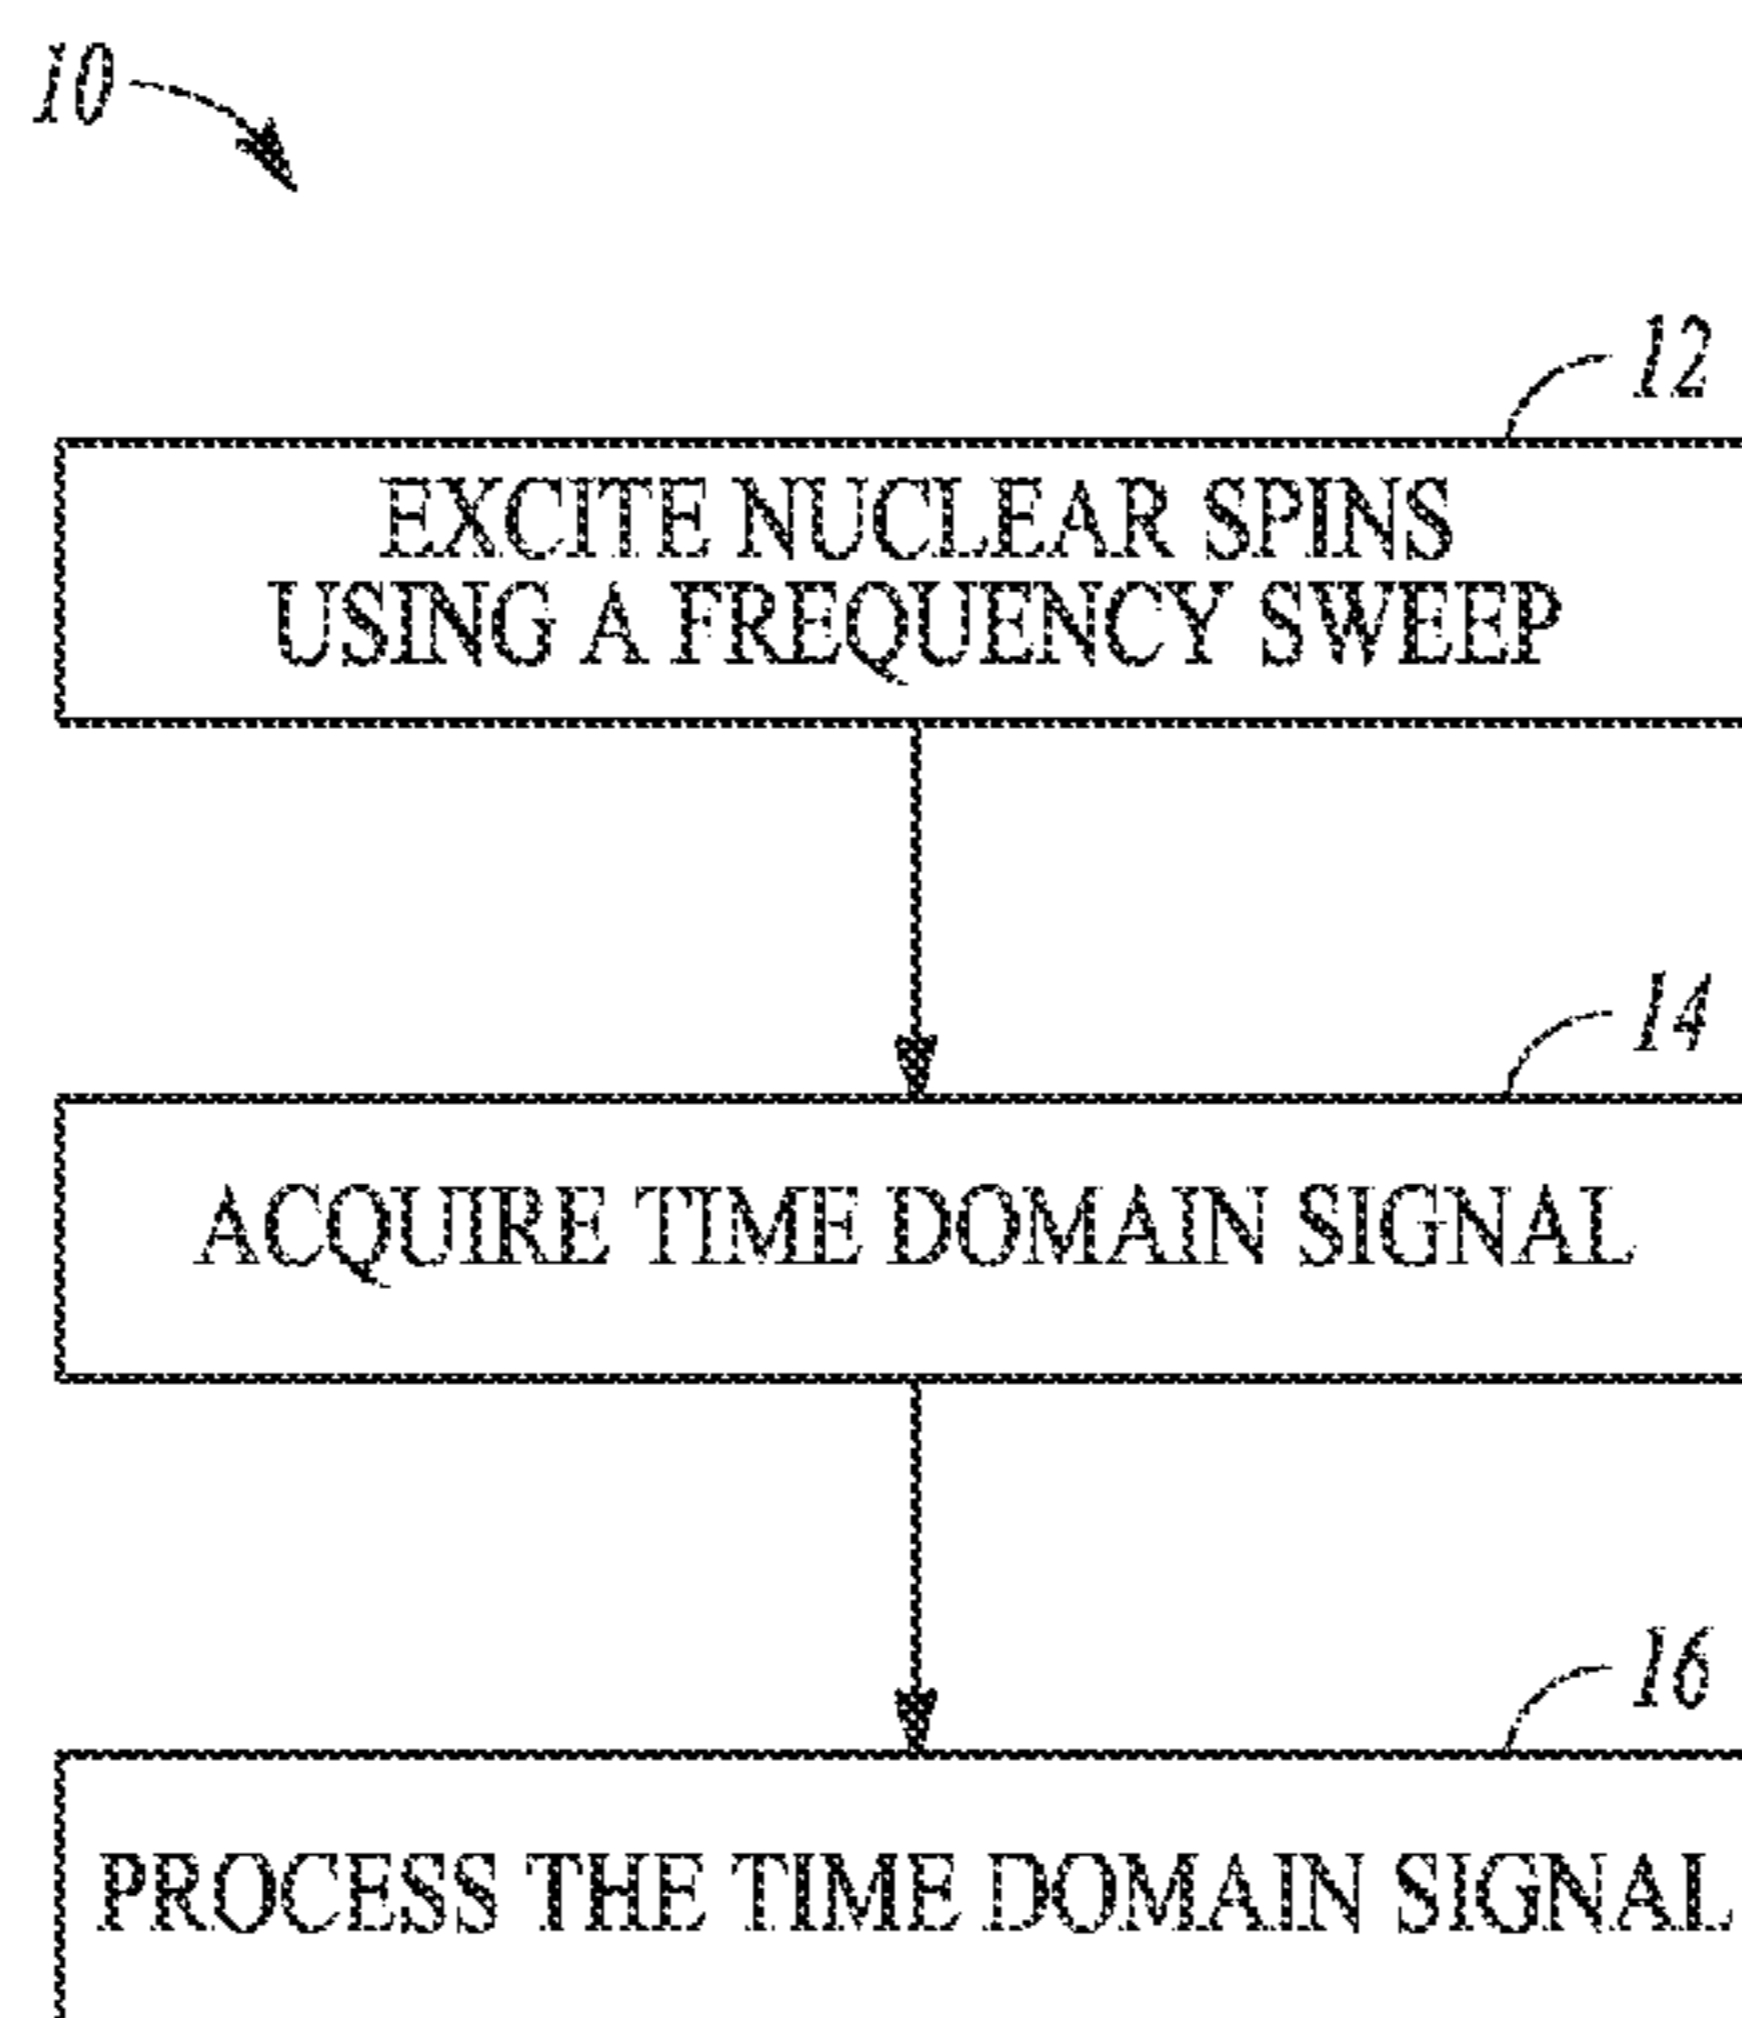 10
12
EXCITE NUCLEAR SPINS
USING A FREQUENCY SWEEP
14
ACQUIRE TIME DOMAIN SIGNAL
16
PROCESS THE TIME DOMAIN SIGNAL